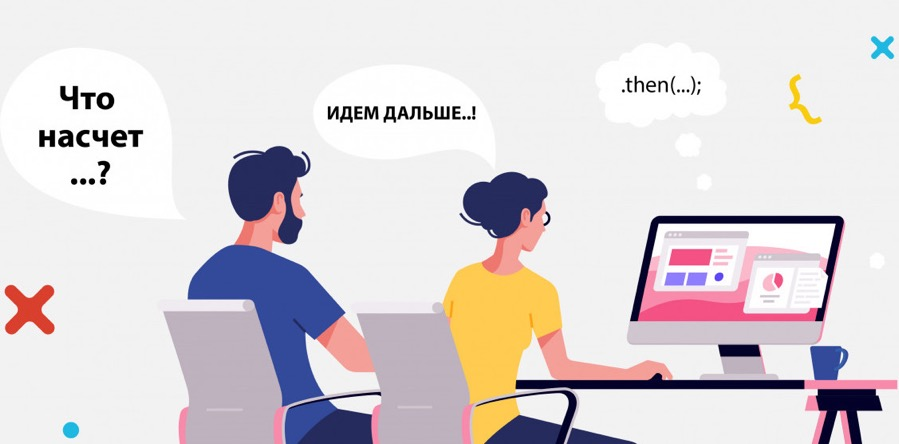 Что
насчет
...?
ИДЕМ ДАЛЬШЕ..!
.then(...);